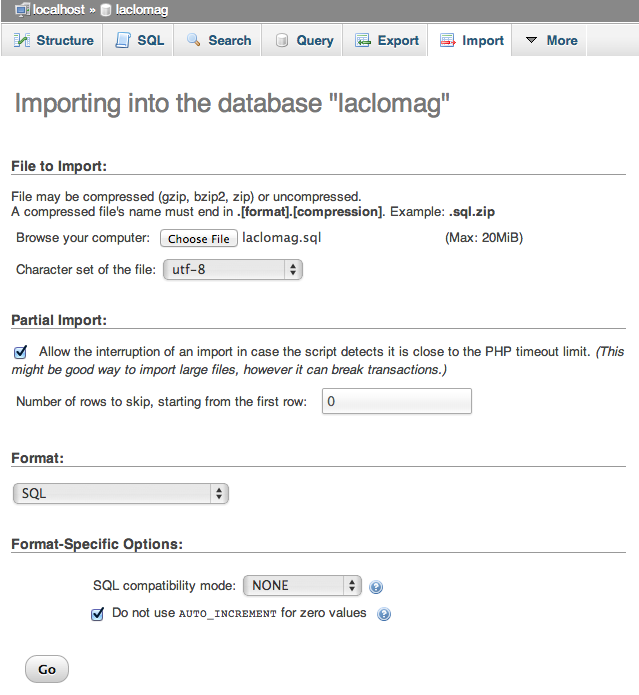 localhost » laclomag
Structure SQL Search Query Export Import More
Importing into the database "laclomag"
File to Import:
File may be compressed (gzip, bzip2, zip) or uncompressed.
A compressed file's name must end in .[format].[compression]. Example: .sql.zip
Browse your computer: Choose File laclomag.sql (Max: 20MiB)
Character set of the file: utf-8
Partial Import:
Allow the interruption of an import in case the script detects it is close to the PHP timeout limit. (This
might be good way to import large files, however it can break transactions.)
Number of rows to skip, starting from the first row: 0
Format:
SQL
Format-Specific Options:
SQL compatibility mode: NONE
Do not use AUTO_INCREMENT for zero values
Go